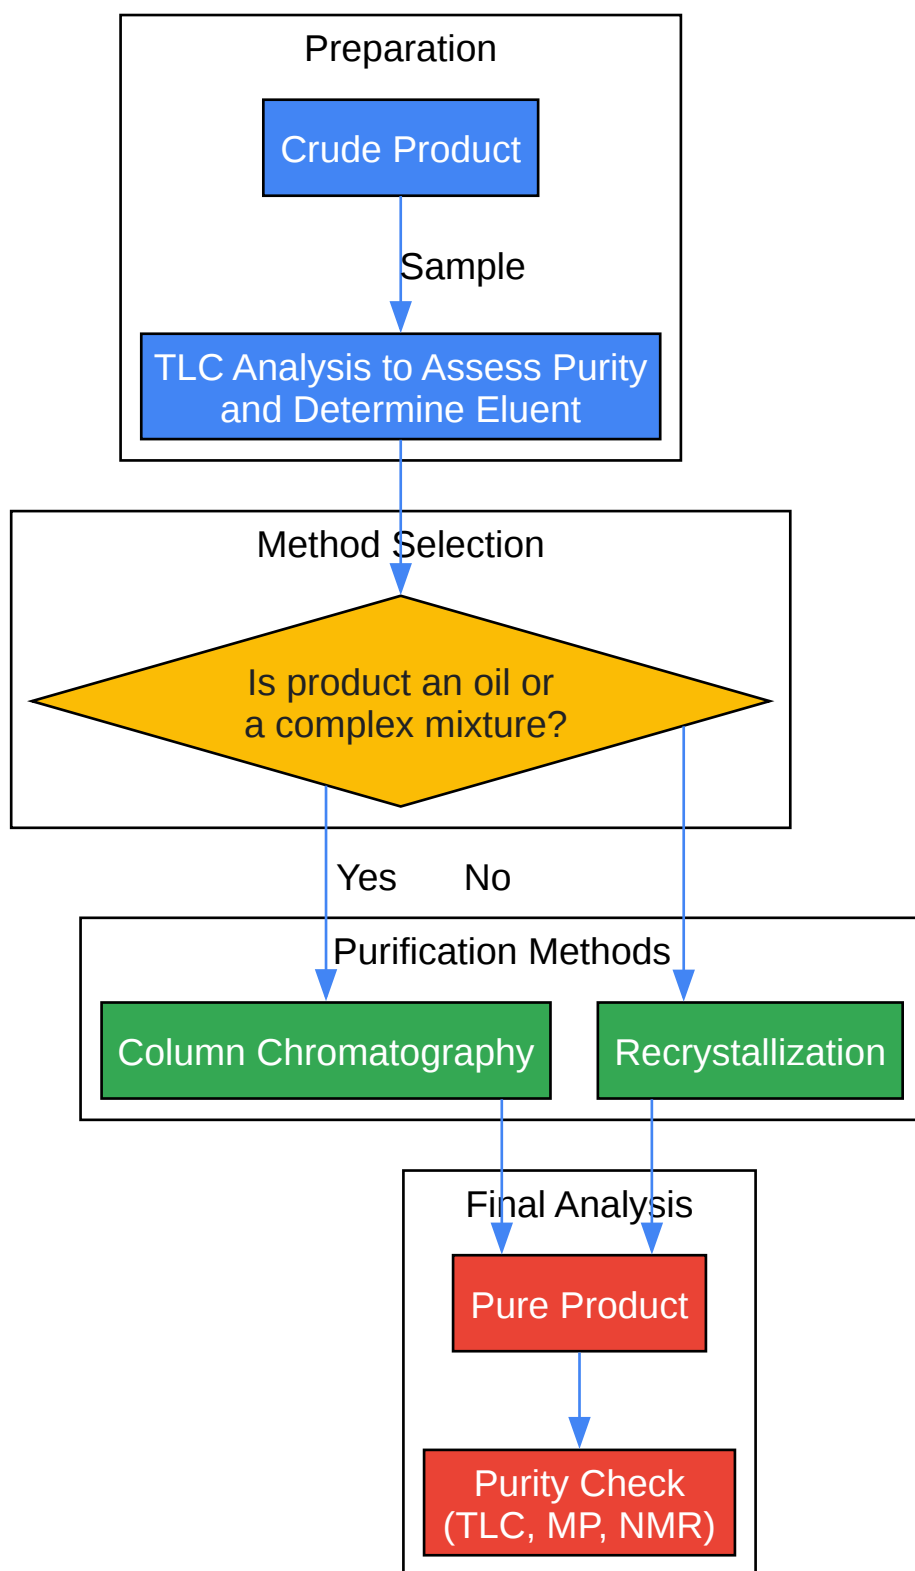 Preparation
Crude Product
Sample
TLC Analysis to Assess Purity
and Determine Eluent
Method Selection
Is product an oil or
a complex mixture?
Yes
No
Purification Methods
Column Chromatography
Recrystallization
Final Analysis
Pure Product
Purity Check
(TLC, MP, NMR)